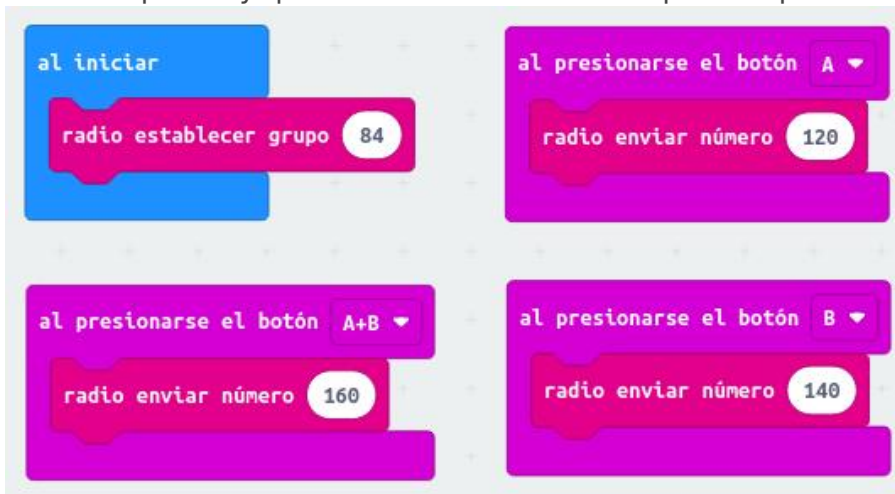 al iniciar
radio establecer grupo 84
al presionarse el botón A
radio enviar número 120
al presionarse el botón A+B
radio enviar número 160
al presionarse el botón B
radio enviar número 140